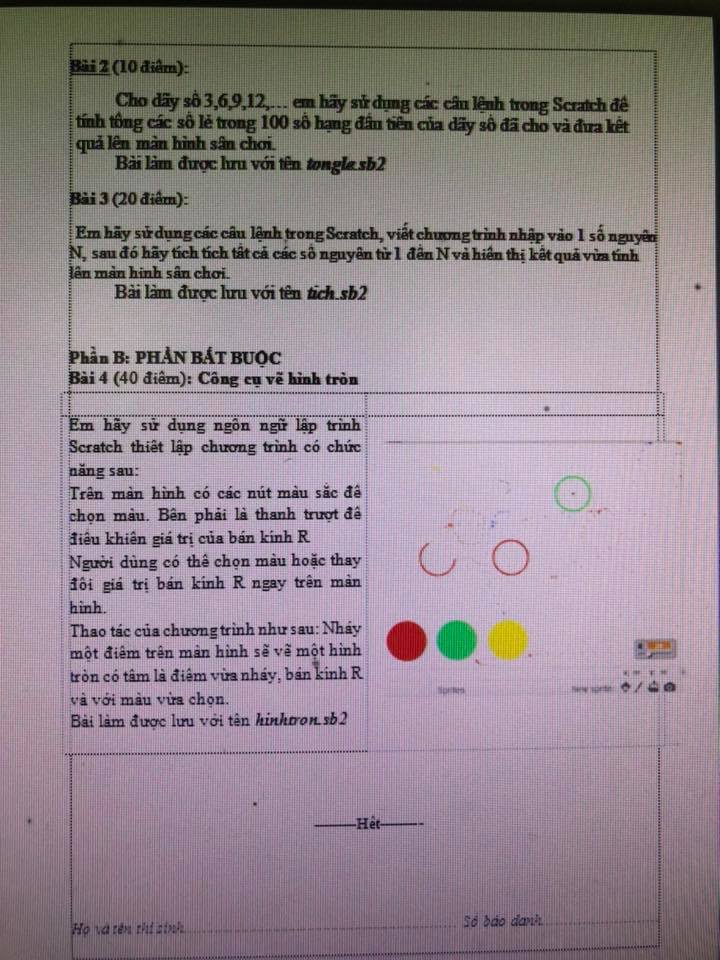 Bài 2 (10 điểm):
Cho dãy số 3,6,9,12,… em hãy sử dụng các câu lệnh trong Scratch để
tính tổng các số lẻ trong 100 số hạng đầu tiên của dãy số đã cho và đưa kết
quả lên màn hình sân chơi.
Bài làm được lưu với tên tongle.sb2
Bài 3 (20 điểm):
Em hãy sử dụng các câu lệnh trong Scratch, viết chương trình nhập vào 1 số nguyên
N, sau đó hãy tích tích tất cả các số nguyên từ 1 đến N và hiển thị kết quả vừa tính
lên màn hình sân chơi.
Bài làm được lưu với tên tich.sb2
Phần B: PHẦN BẮT BUỘC
Bài 4 (40 điểm): Công cụ vẽ hình tròn
Em hãy sử dụng ngôn ngữ lập trình
Scratch thiết lập chương trình có chức
năng sau:
Trên màn hình có các nút màu sắc để
chọn màu. Bên phải là thanh trượt để
điều khiển giá trị của bán kính R
Người dùng có thể chọn màu hoặc thay
đổi giá trị bán kính R ngay trên màn
hình.
Thao tác của chương trình như sau: Nháy
một điểm trên màn hình sẽ vẽ một hình
tròn có tâm là điểm vừa nháy, bán kính R
và với màu vừa chọn.
Bài làm được lưu với tên hinhtron.sb2
Sprites
New sprite:
Hết
Họ và tên thí sinh
Số báo danh